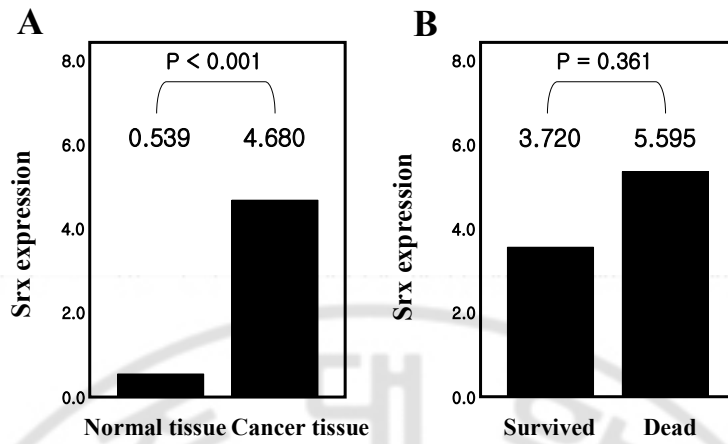 A
Srx expression
8.0
6.0
4.0
2.0
0.0
P < 0.001
0.539 4.680
Normal tissue Cancer tissue
B
Srx expression
8.0
6.0
4.0
2.0
0.0
P = 0.361
3.720 5.595
Survived Dead